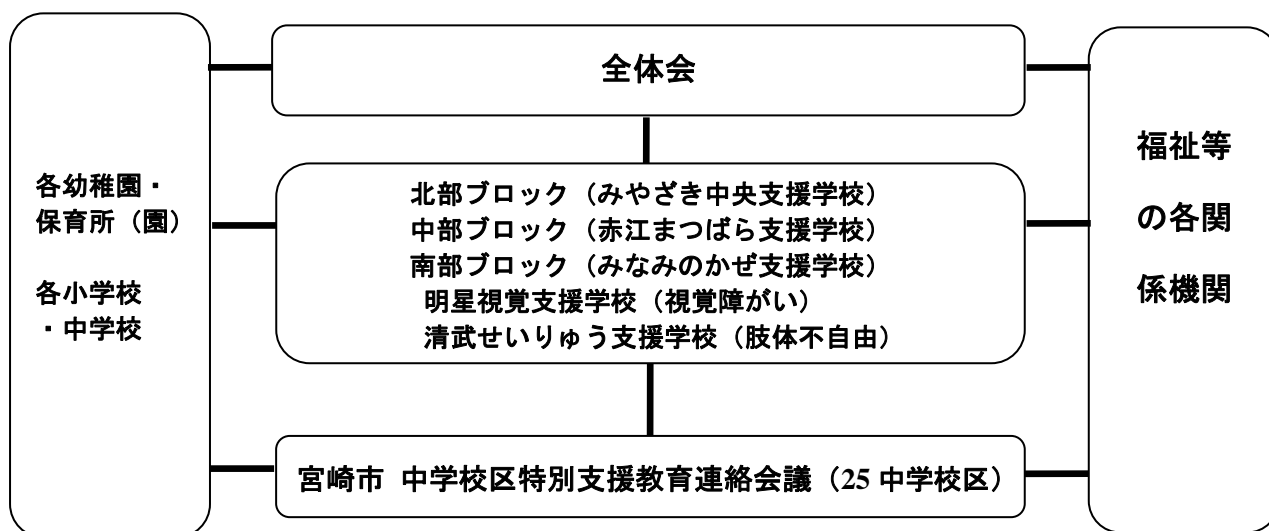 全体会
各幼稚園・
保育所（園）
各小学校
・中学校
北部ブロック（みやざき中央支援学校）
中部ブロック（赤江まつばら支援学校）
南部ブロック（みなみのかぜ支援学校）
明星視覚支援学校（視覚障がい）
清武せいりゅう支援学校（肢体不自由）
福祉等
の各関
係機関
宮崎市 中学校区特別支援教育連絡会議（25 中学校区）